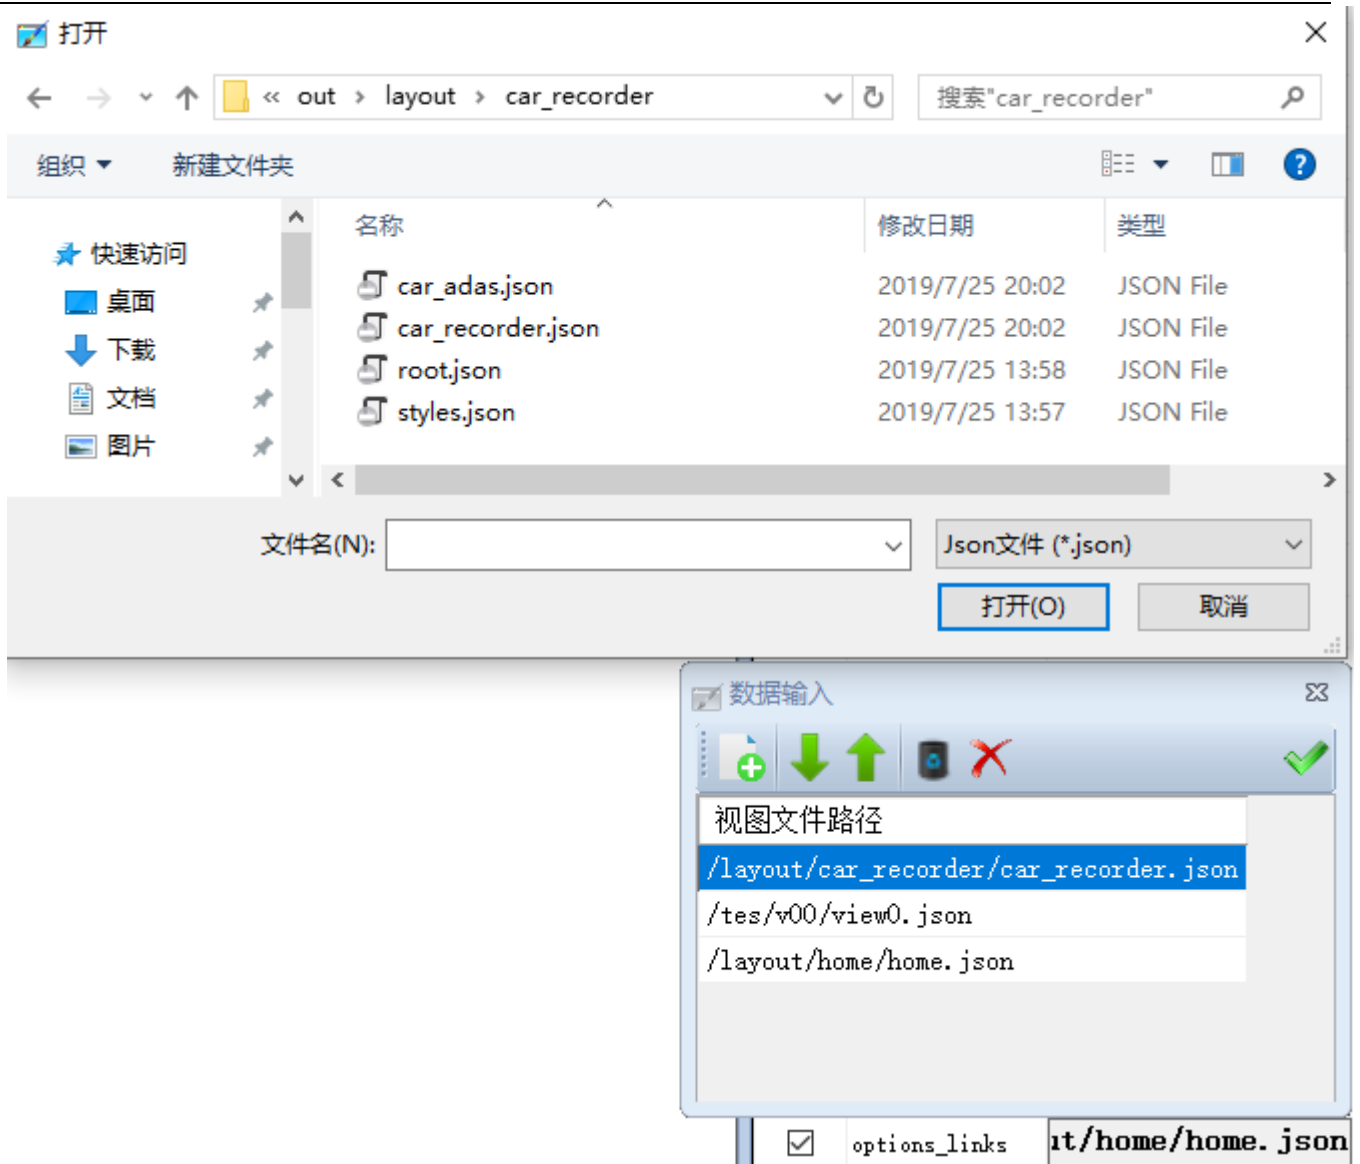 打开
« out › layout › car_recorder
搜索"car_recorder"
组织
新建文件夹
名称 修改日期 类型
快速访问
桌面
下载
文档
图片
car_adas.json 2019/7/25 20:02 JSON File
car_recorder.json 2019/7/25 20:02 JSON File
root.json 2019/7/25 13:58 JSON File
styles.json 2019/7/25 13:57 JSON File
文件名(N):
Json文件 (*.json)
打开(O) 取消
数据输入
视图文件路径
/layout/car_recorder/car_recorder.json
/tes/v00/view0.json
/layout/home/home.json
options_links ut/home/home.json